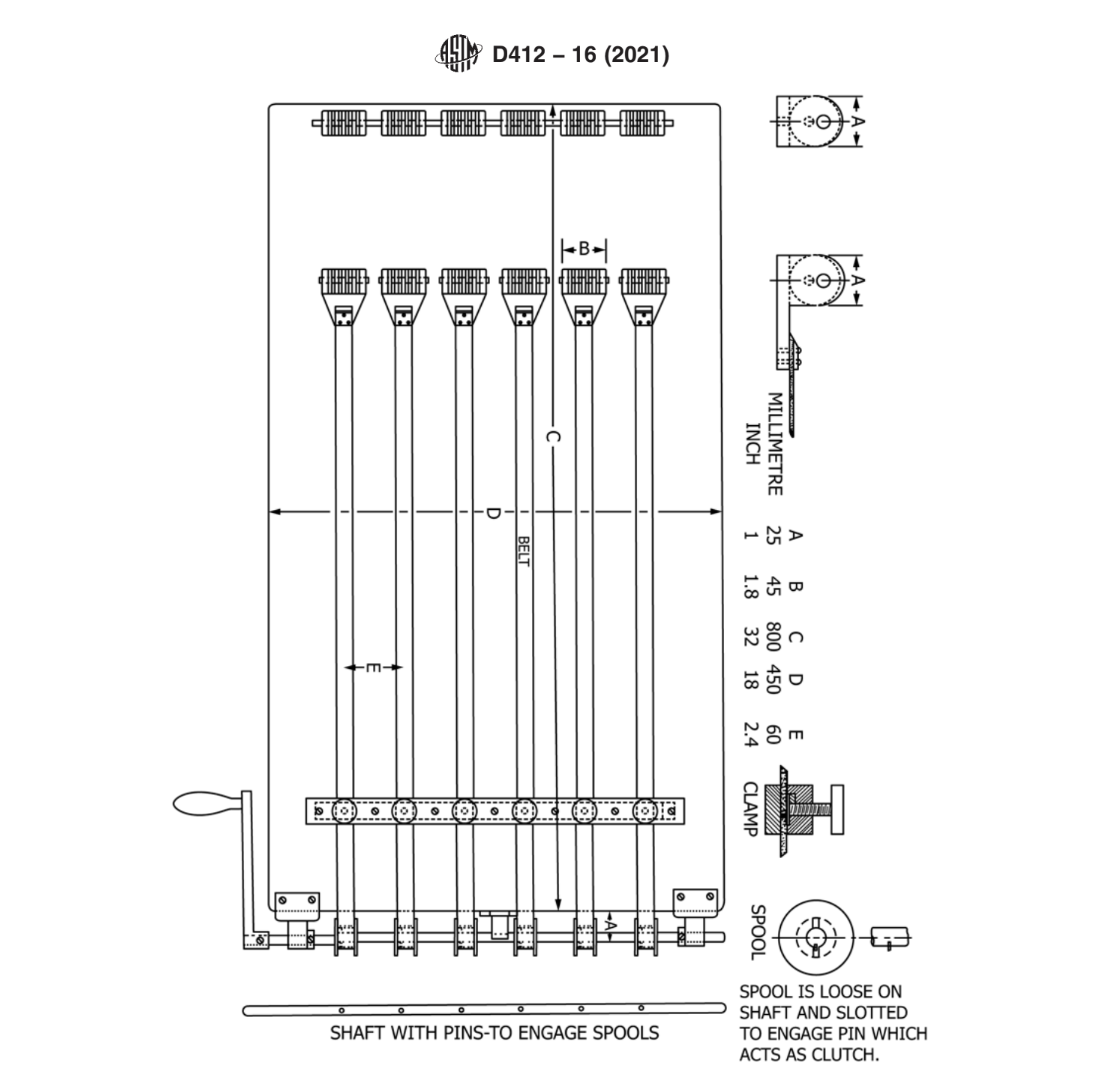 ASTM D412 – 16 (2021)
A
B
A
C
MILLIMETRE
INCH
D
BELT
E
A B C D E
25 45 800 450 60
1 1.8 32 18 2.4
CLAMP
A
SPOOL
SPOOL IS LOOSE ON
SHAFT AND SLOTTED
TO ENGAGE PIN WHICH
ACTS AS CLUTCH.
SHAFT WITH PINS-TO ENGAGE SPOOLS